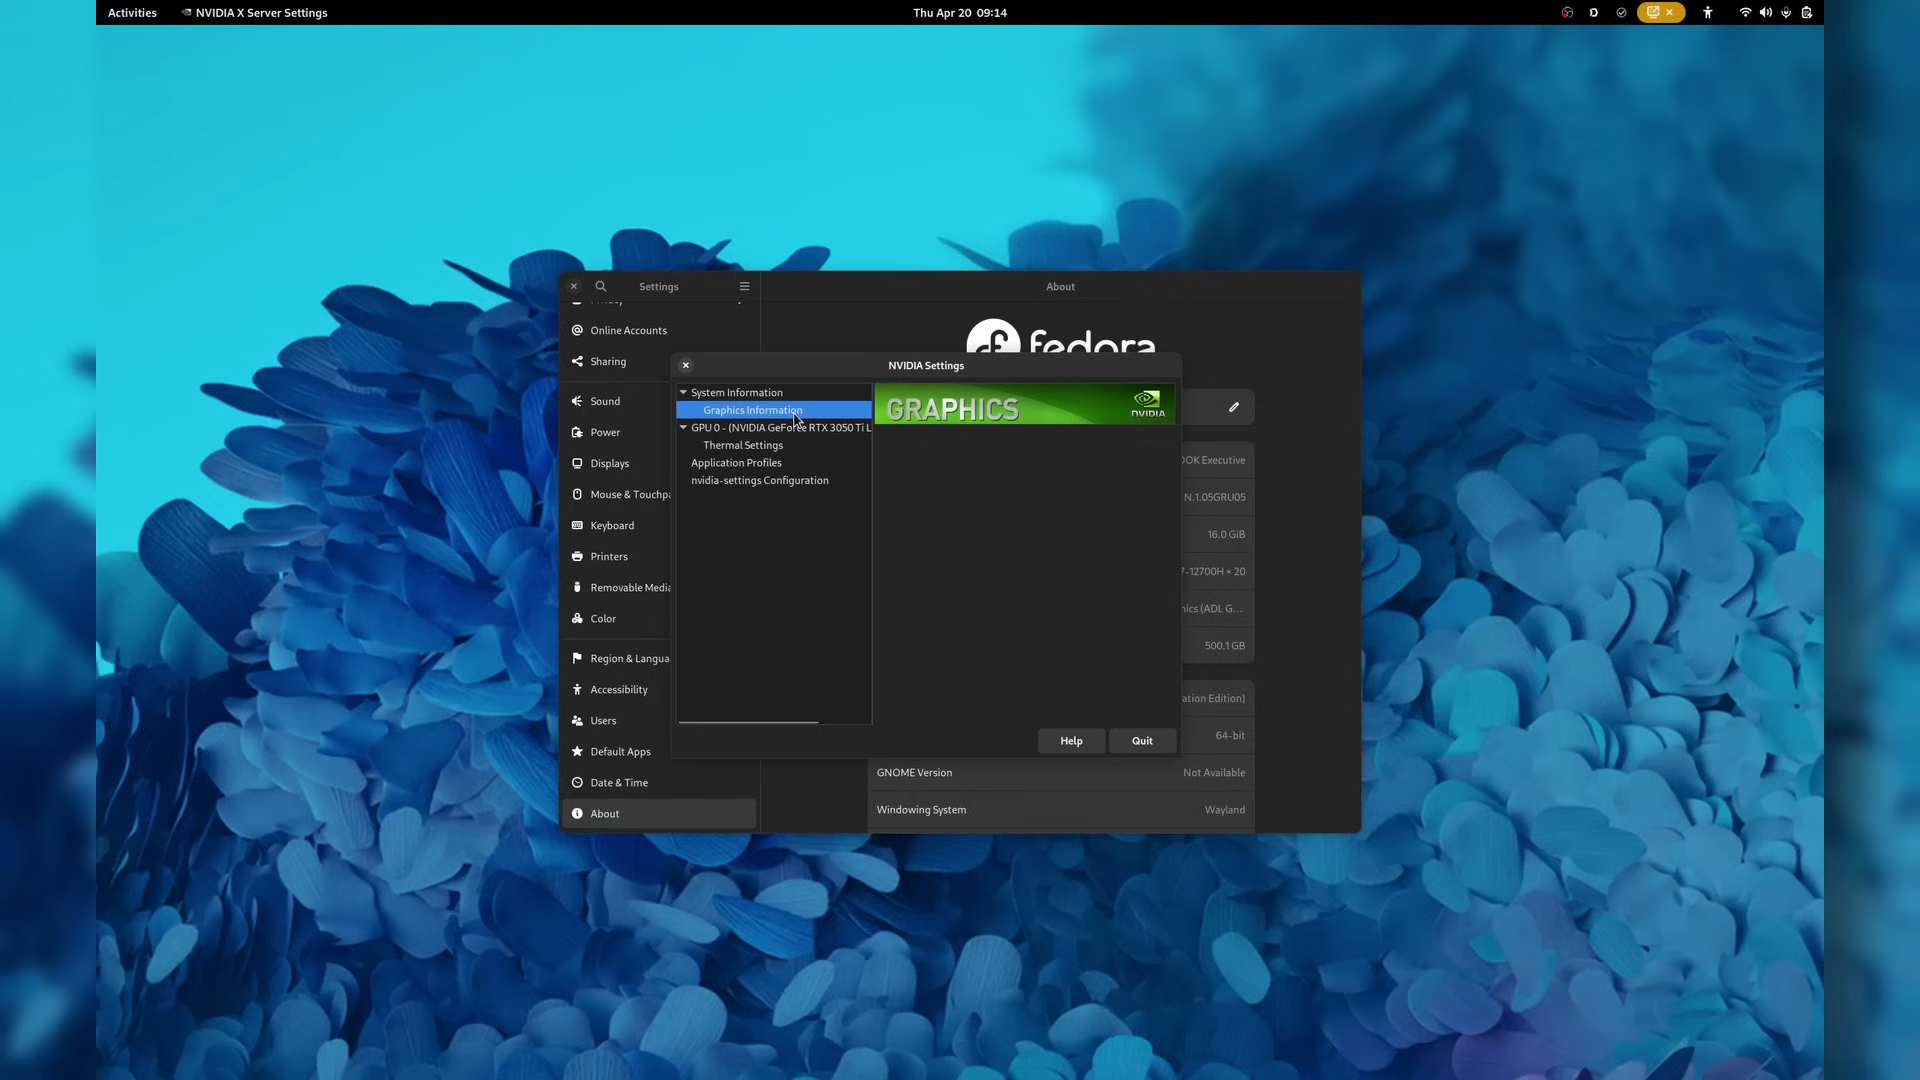 Activities
NVIDIA X Server Settings
Thu Apr 20 09:14
Settings
About
Online Accounts
Sharing
Sound
Power
Displays
Mouse & Touchpa
Keyboard
Printers
Removable Media
Color
Region & Langua
Accessibility
Users
Default Apps
Date & Time
About
fedora
NVIDIA Settings
System Information
Graphics Information
GPU 0 - (NVIDIA GeForce RTX 3050 Ti L
Thermal Settings
Application Profiles
nvidia-settings Configuration
GRAPHICS
NVIDIA
Help
Quit
OOK Executive
N.1.05GRU05
16.0 GiB
7-12700H × 20
nics (ADL G...
500.1 GB
ation Edition)
64-bit
GNOME Version
Not Available
Windowing System
Wayland